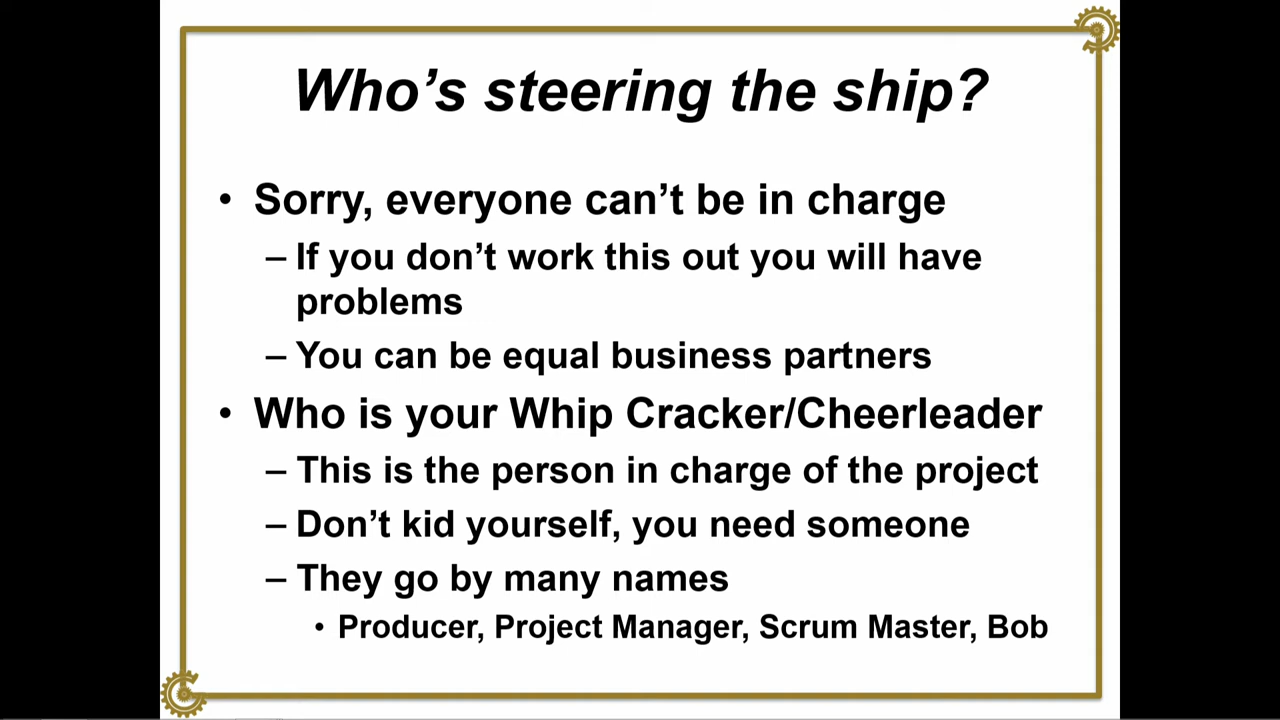 Who’s steering the ship?
• Sorry, everyone can’t be in charge
– If you don’t work this out you will have
problems
– You can be equal business partners
• Who is your Whip Cracker/Cheerleader
– This is the person in charge of the project
– Don’t kid yourself, you need someone
– They go by many names
• Producer, Project Manager, Scrum Master, Bob